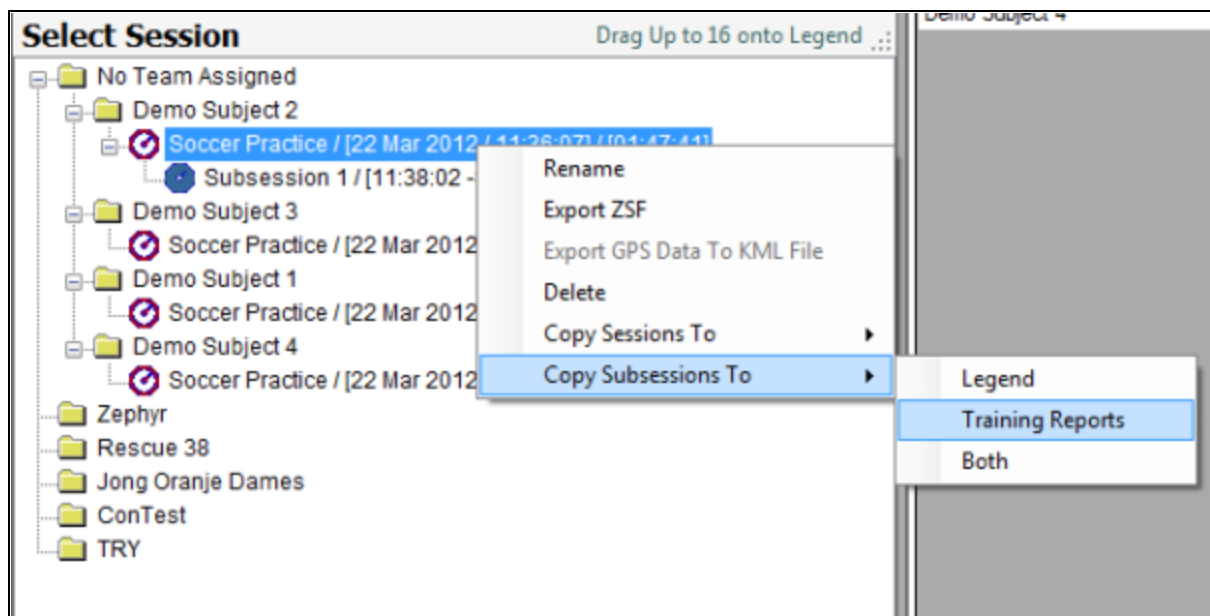 Select Session
Drag Up to 16 onto Legend
Demo Subject 4
No Team Assigned
Demo Subject 2
Soccer Practice / [22 Mar 2012 / 11:36:07] / [01:47:41]
Subsession 1 / [11:38:02 -
Demo Subject 3
Soccer Practice / [22 Mar 2012
Demo Subject 1
Soccer Practice / [22 Mar 2012
Demo Subject 4
Soccer Practice / [22 Mar 2012
Zephyr
Rescue 38
Jong Oranje Dames
ConTest
TRY
Rename
Export ZSF
Export GPS Data To KML File
Delete
Copy Sessions To
Copy Subsessions To
Legend
Training Reports
Both